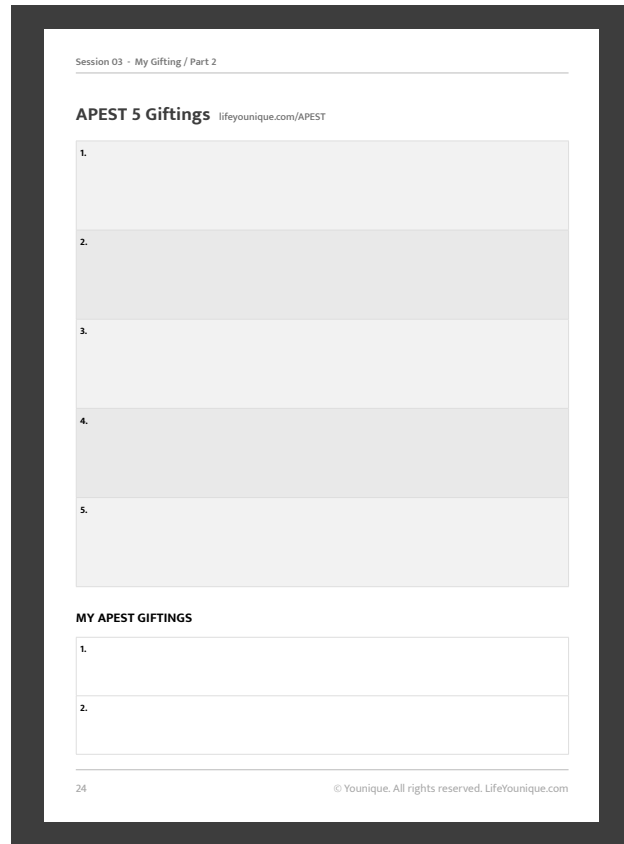 Session 03 - My Gifting / Part 2
APEST 5 Giftings lifeyounique.com/APEST
1.
2.
3.
4.
5.
MY APEST GIFTINGS
1.
2.
24 © Younique. All rights reserved. LifeYounique.com